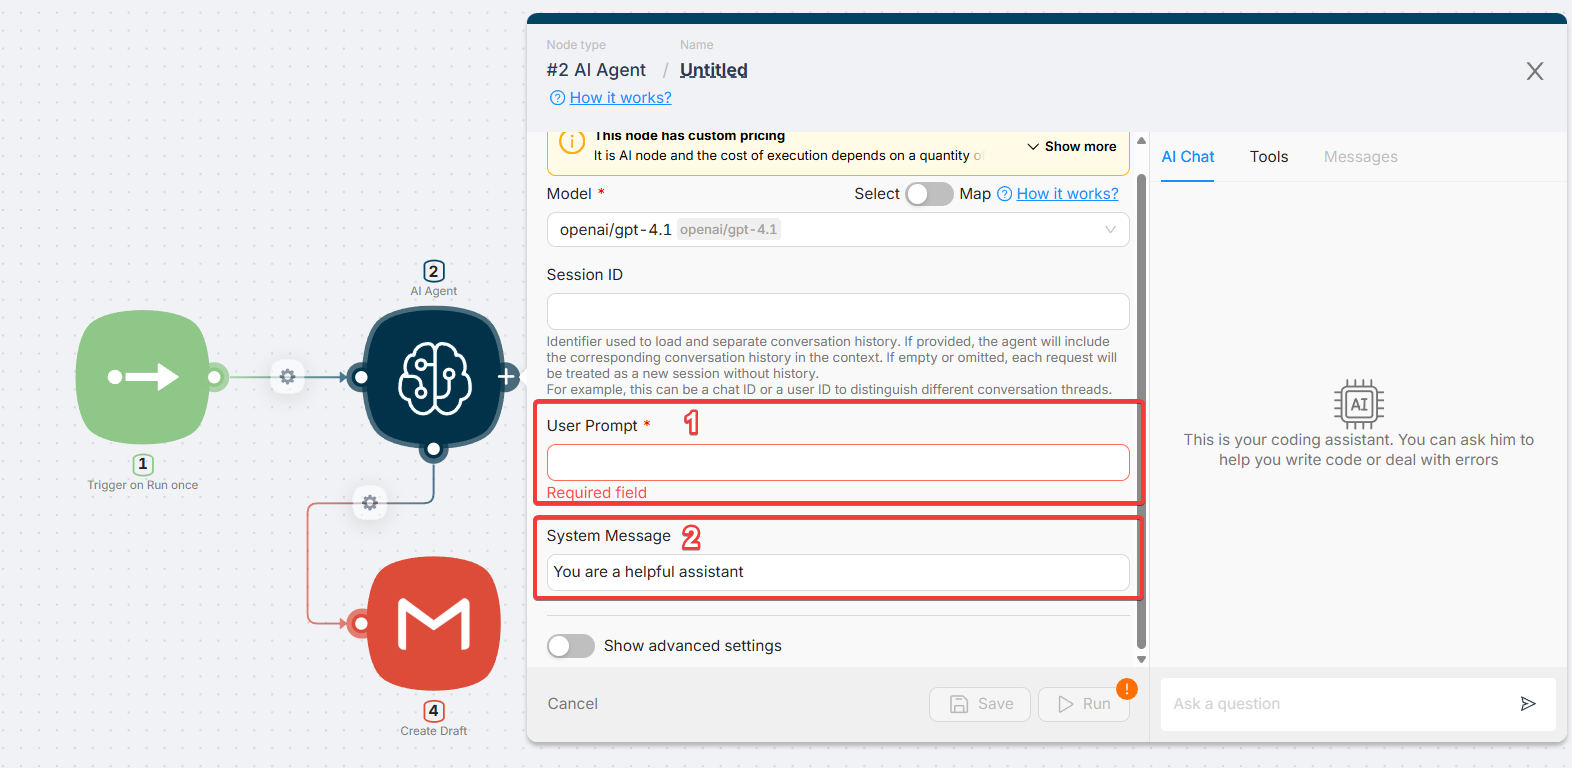 2
AI Agent
1
Trigger on Run once
4
Create Draft
Node type
Name
#2 AI Agent / Untitled
How it works?
This node has custom pricing
It is AI node and the cost of execution depends on a quantity
Show more
Model *
Select
Map
How it works?
openai/gpt-4.1 openai/gpt-4.1
Session ID
Identifier used to load and separate conversation history. If provided, the agent will include
the corresponding conversation history in the context. If empty or omitted, each request will
be treated as a new session without history.
For example, this can be a chat ID or a user ID to distinguish different conversation threads.
User Prompt * 1
Required field
System Message 2
You are a helpful assistant
Show advanced settings
Cancel
Save
Run
!
AI Chat
Tools
Messages
AI
This is your coding assistant. You can ask him to
help you write code or deal with errors
Ask a question